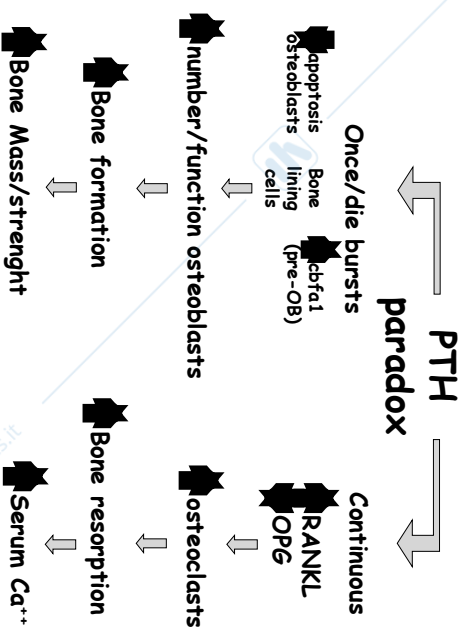 PTH
paradox
Once/die bursts
apoptosis
osteoblasts
Bone
lining
cells
cbfa1
(pre-OB)
number/function osteoblasts
Bone formation
Bone Mass/strenght
Continuous
RANKL
OPG
osteoclasts
Bone resorption
Serum Ca⁺⁺